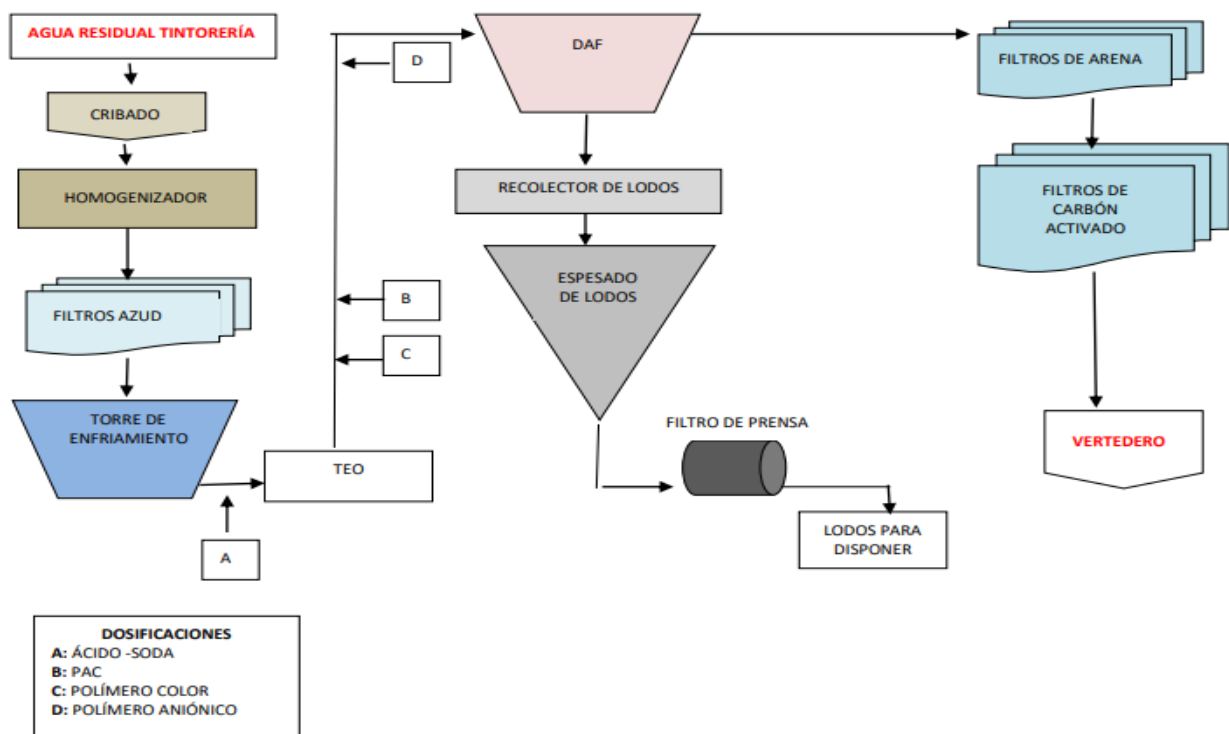 AGUA RESIDUAL TINTORERÍA
CRIBADO
HOMOGENIZADOR
FILTROS AZUD
TORRE DE
ENFRIAMIENTO
A
TEO
C
B
D
DAF
RECOLECTOR DE LODOS
ESPESADO
DE LODOS
FILTRO DE PRENSA
LODOS PARA
DISPONER
FILTROS DE ARENA
FILTROS DE
CARBÓN
ACTIVADO
VERTEDERO
DOSIFICACIONES
A: ÁCIDO -SODA
B: PAC
C: POLÍMERO COLOR
D: POLÍMERO ANIÓNICO